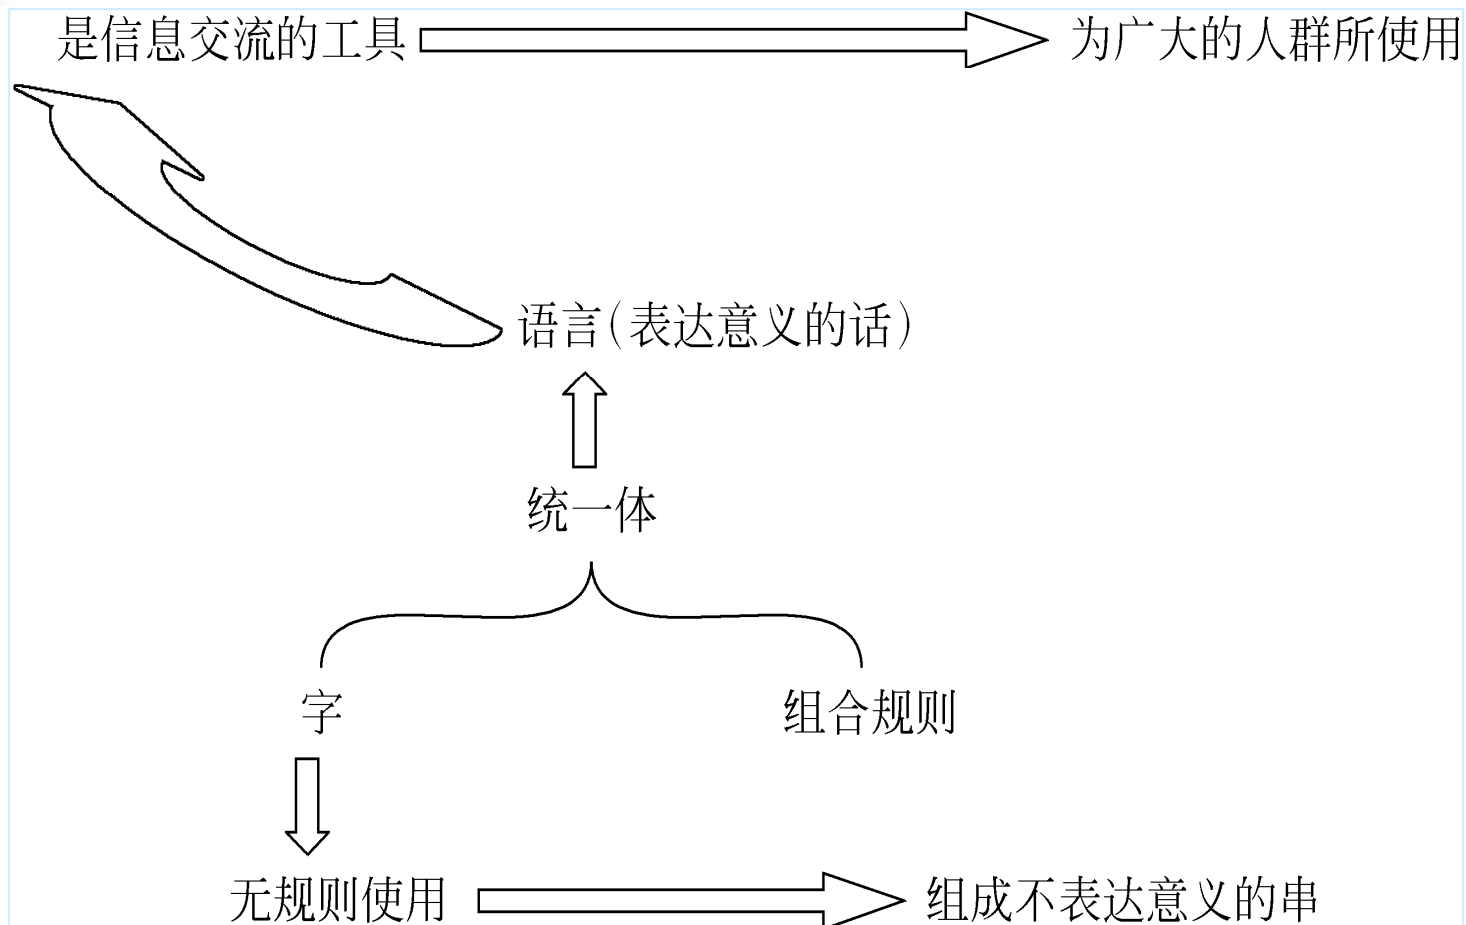 是信息交流的工具 为广大的人群所使用
语言(表达意义的话)
统一体
字 组合规则
无规则使用 组成不表达意义的串